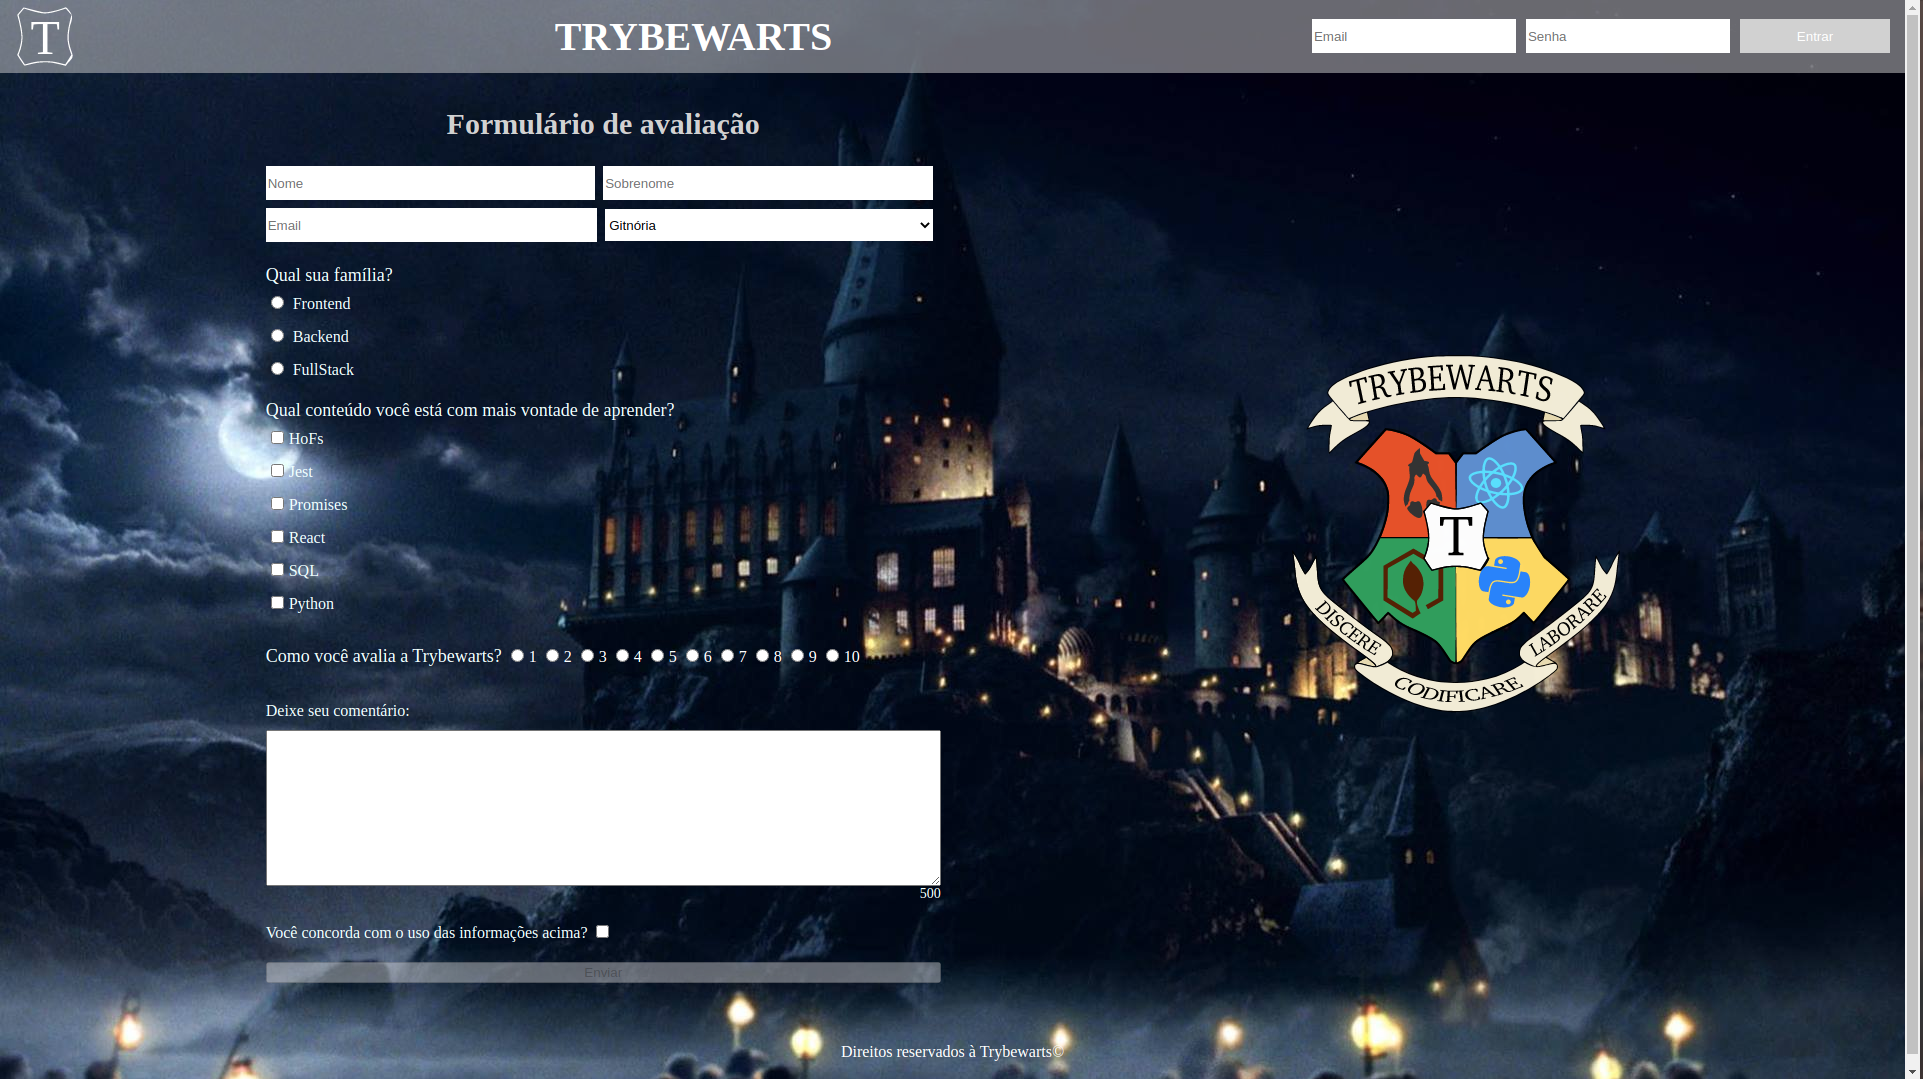 T
TRYBEWARTS
Email
Senha
Entrar
Formulário de avaliação
Nome
Sobrenome
Email
Gitnória
Qual sua família?
Frontend
Backend
FullStack
Qual conteúdo você está com mais vontade de aprender?
HoFs
Jest
Promises
React
SQL
Python
Como você avalia a Trybewarts? 1 2 3 4 5 6 7 8 9 10
Deixe seu comentário:
500
Você concorda com o uso das informações acima?
Enviar
TRYBEWARTS
T
DISCERE
LABORARE
CODIFICARE
Direitos reservados à Trybewarts©